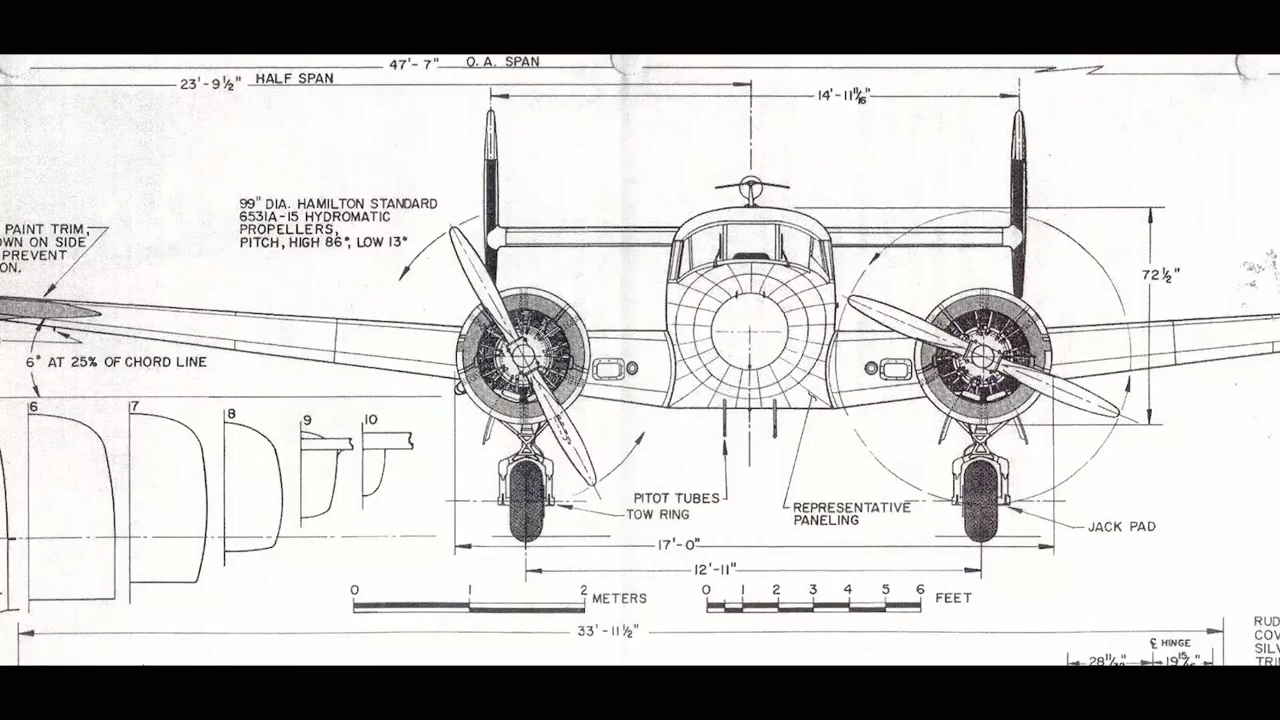 47'- 7" O. A. SPAN
23'- 9½" HALF SPAN
14'- 11 11/16"
99" DIA. HAMILTON STANDARD
6531A-15 HYDROMATIC
PROPELLERS,
PITCH, HIGH 86°, LOW 13°
PAINT TRIM,
OWN ON SIDE
PREVENT
ON.
72½"
6° AT 25% OF CHORD LINE
6 7 8 9 10
PITOT TUBES
TOW RING
REPRESENTATIVE
PANELING
JACK PAD
17'- 0"
12'- 11"
0 1 2 METERS
0 1 2 3 4 5 6 FEET
33' - 11½"
RUD
COV
SILV
TRI
℄ HINGE
19 15/16"